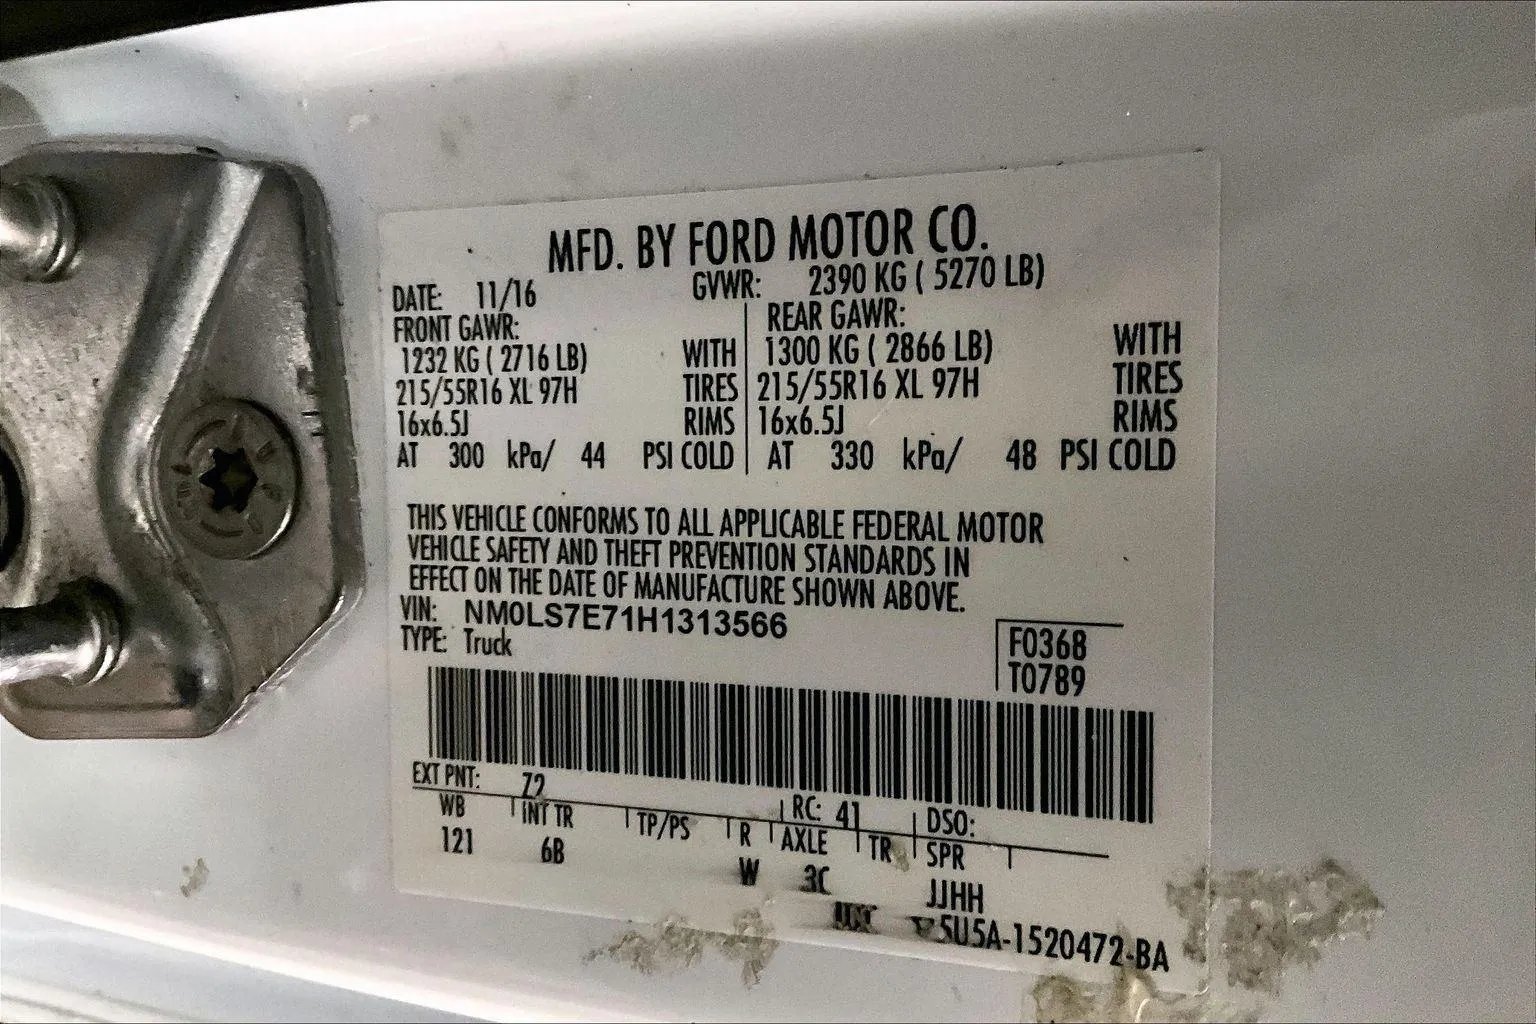 MFD. BY FORD MOTOR CO.
DATE: 11/16 GVWR: 2390 KG ( 5270 LB)
FRONT GAWR: REAR GAWR:
1232 KG ( 2716 LB) WITH 1300 KG ( 2866 LB) WITH
215/55R16 XL 97H TIRES 215/55R16 XL 97H TIRES
16x6.5J RIMS 16x6.5J RIMS
AT 300 kPa/ 44 PSI COLD AT 330 kPa/ 48 PSI COLD
THIS VEHICLE CONFORMS TO ALL APPLICABLE FEDERAL MOTOR
VEHICLE SAFETY AND THEFT PREVENTION STANDARDS IN
EFFECT ON THE DATE OF MANUFACTURE SHOWN ABOVE.
VIN: NM0LS7E71H1313566
TYPE: Truck
F0368
T0789
EXT PNT: Z2 RC: 41 DSO:
WB INT TR TP/PS R AXLE TR SPR
121 6B W 3C JJHH
5U5A-1520472-BA